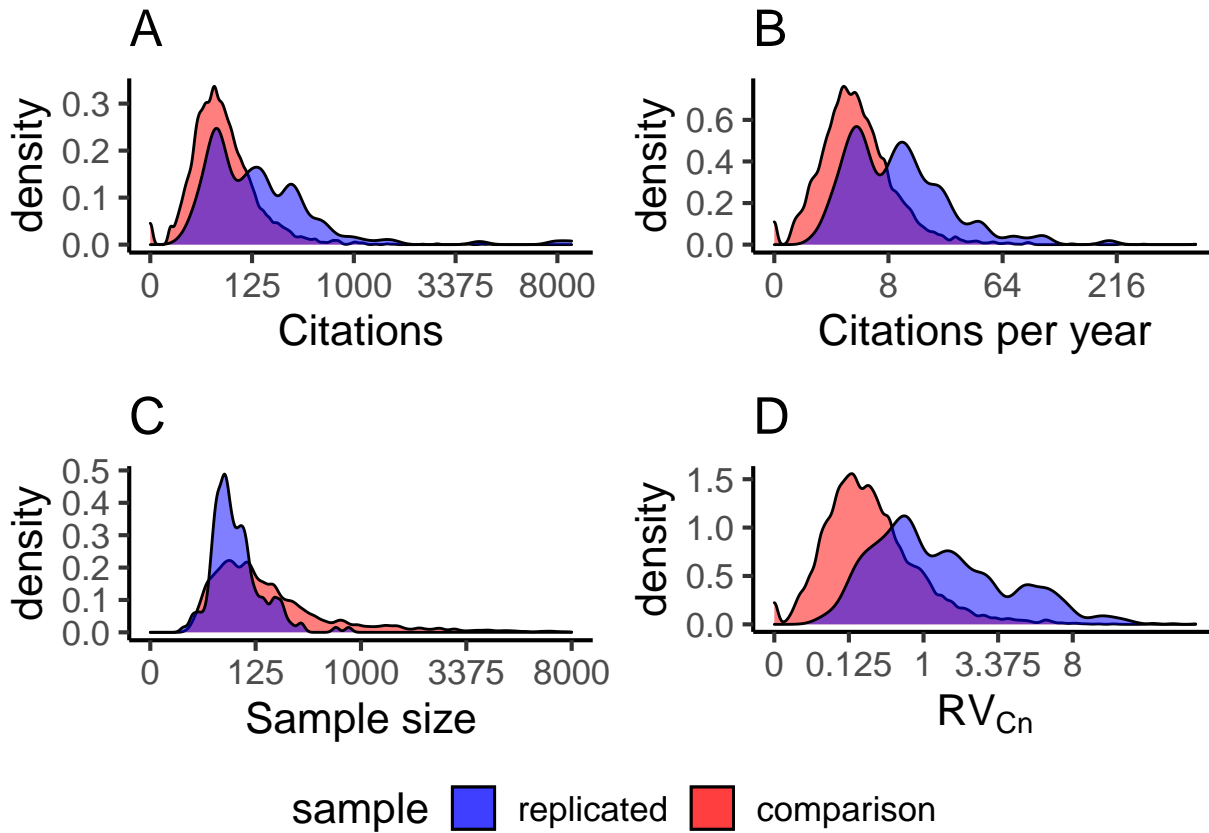 A
density
0.3
0.2
0.1
0.0
0 125 1000 3375 8000
Citations
B
density
0.6
0.4
0.2
0.0
0 8 64 216
Citations per year
C
density
0.5
0.4
0.3
0.2
0.1
0.0
0 125 1000 3375 8000
Sample size
D
density
1.5
1.0
0.5
0.0
0 0.125 1 3.375 8
RVCn
sample replicated comparison